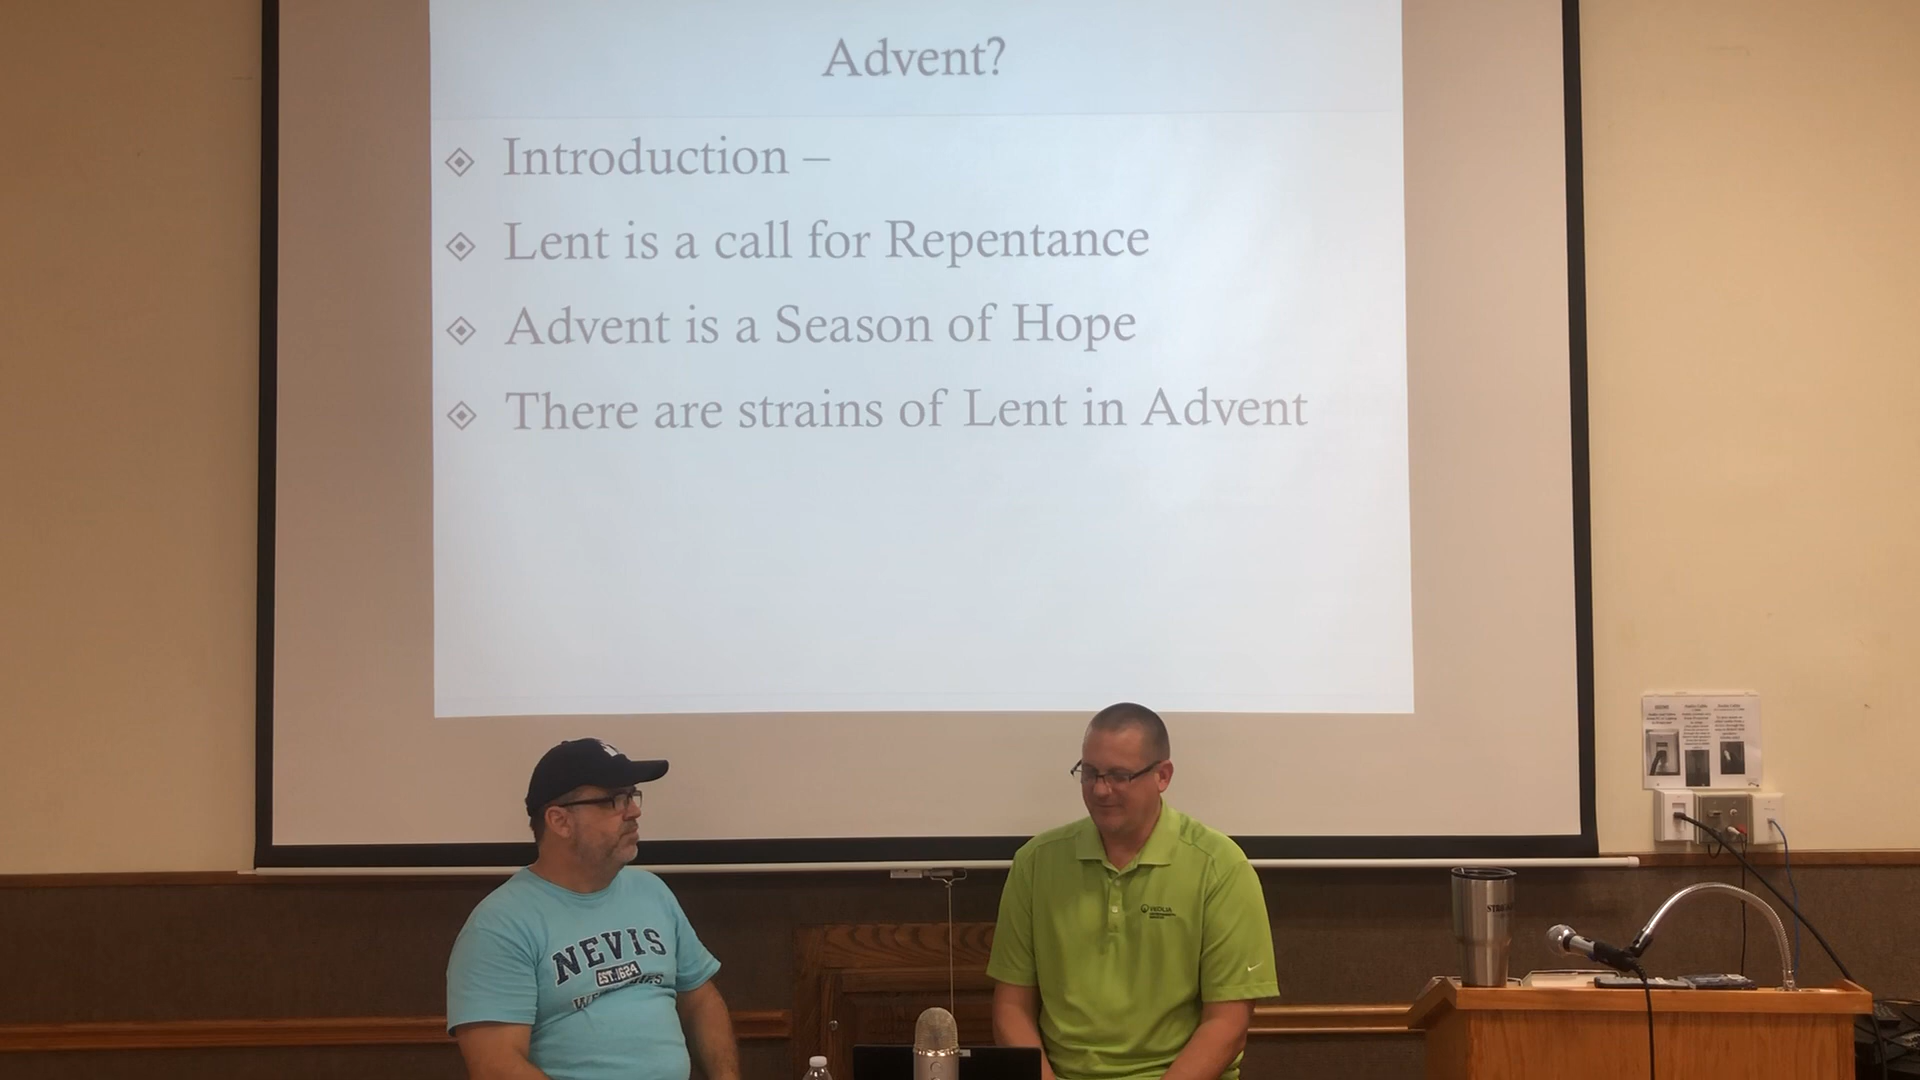 Advent?
Introduction –
Lent is a call for Repentance
Advent is a Season of Hope
There are strains of Lent in Advent
NEVIS
EST. 1624
VEOLIA